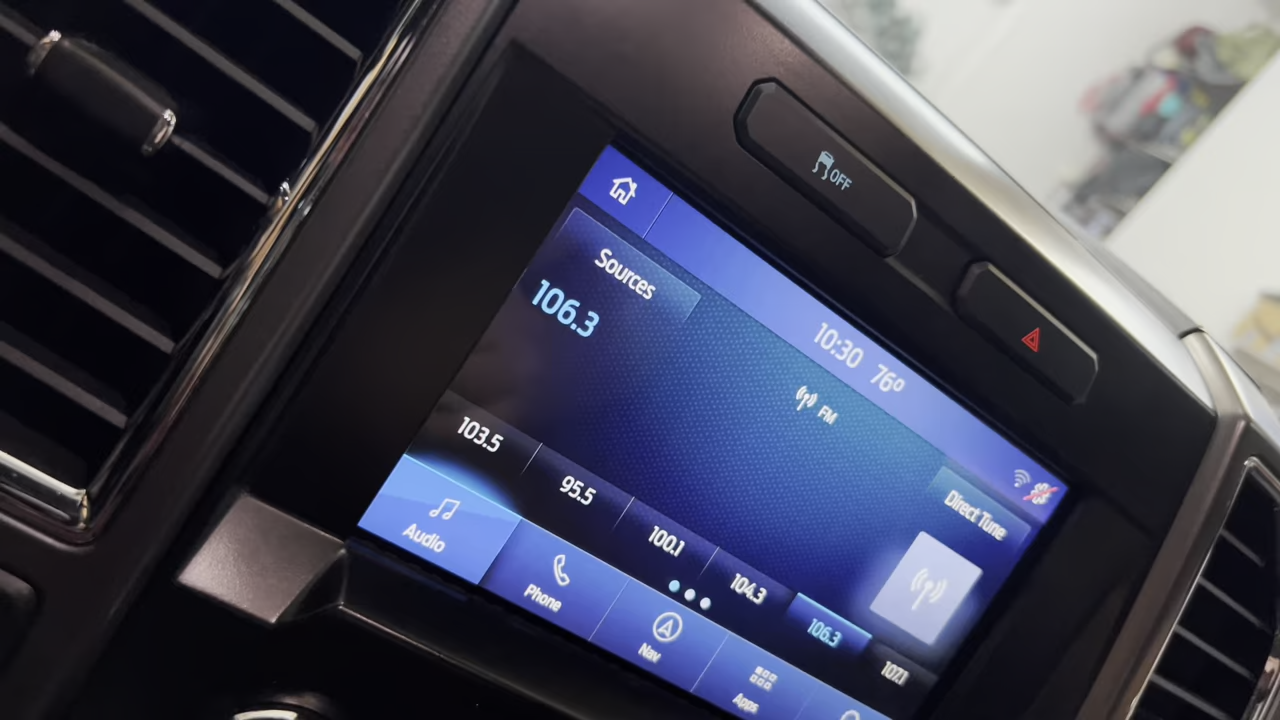 OFF
10:30 76°
Sources
106.3
FM
Direct Tune
103.5
95.5
100.1
104.3
106.3
107.1
Audio
Phone
Nav
Apps